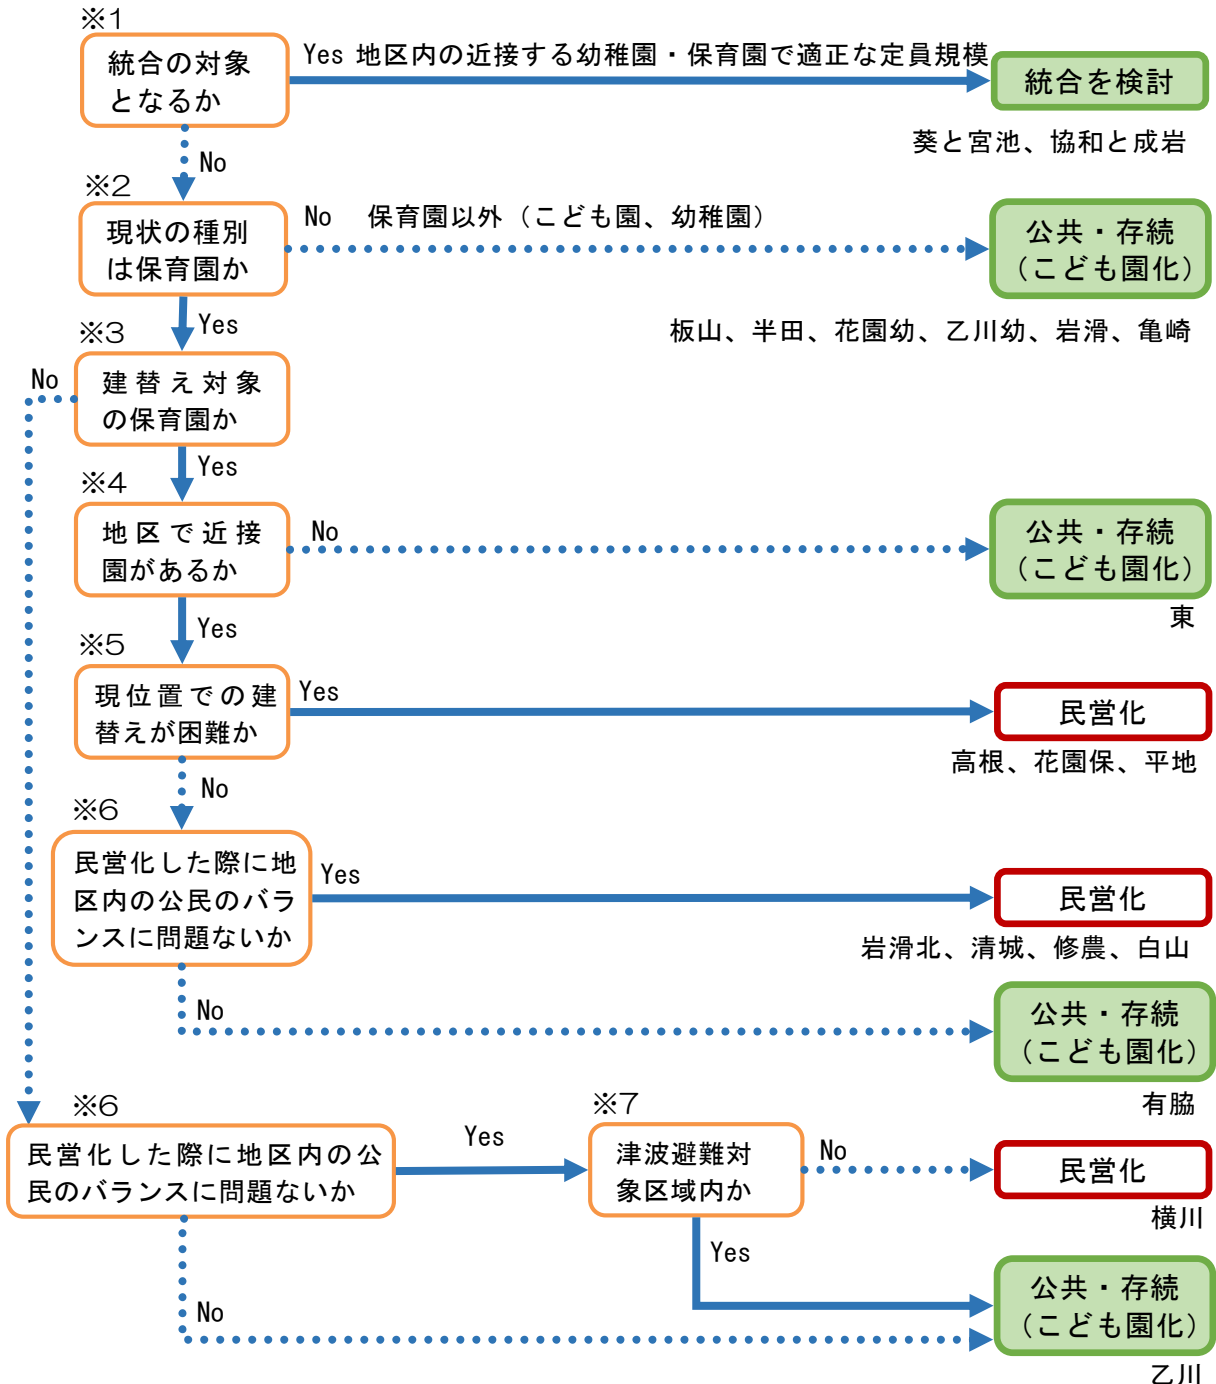 ※1
統合の対象
となるか
Yes 地区内の近接する幼稚園・保育園で適正な定員規模
統合を検討
葵と宮池、協和と成岩
No
※2
現状の種別
は保育園か
No 保育園以外（こども園、幼稚園）
公共・存続
（こども園化）
板山、半田、花園幼、乙川幼、岩滑、亀崎
Yes
※3
建替え対象
の保育園か
No
Yes
※4
地区で近接
園があるか
No
公共・存続
（こども園化）
東
Yes
※5
現位置での建
替えが困難か
Yes
民営化
高根、花園保、平地
No
※6
民営化した際に地
区内の公民のバラ
ンスに問題ないか
Yes
民営化
岩滑北、清城、修農、白山
No
公共・存続
（こども園化）
有脇
※6
民営化した際に地区内の公
民のバランスに問題ないか
Yes
※7
津波避難対
象区域内か
No
民営化
横川
Yes
No
公共・存続
（こども園化）
乙川